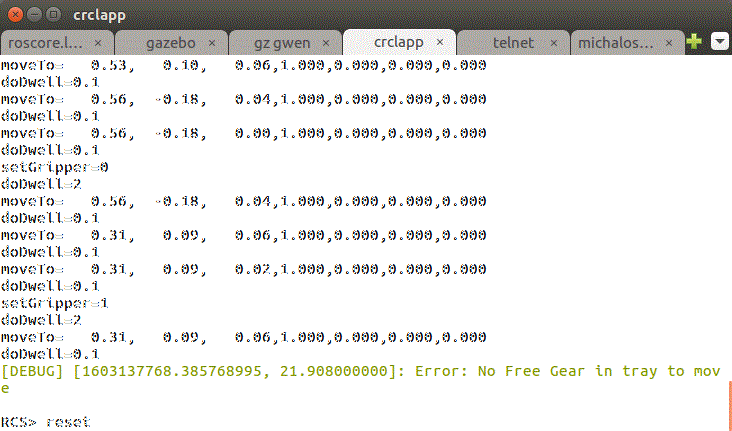 crclapp
roscore.l... × gazebo × gz gwen × crclapp × telnet × michalos... ×
moveTo= 0.53, 0.10, 0.06,1.000,0.000,0.000,0.000
doDwell=0.1
moveTo= 0.56, -0.18, 0.04,1.000,0.000,0.000,0.000
doDwell=0.1
moveTo= 0.56, -0.18, 0.00,1.000,0.000,0.000,0.000
doDwell=0.1
setGripper=0
doDwell=2
moveTo= 0.56, -0.18, 0.04,1.000,0.000,0.000,0.000
doDwell=0.1
moveTo= 0.31, 0.09, 0.06,1.000,0.000,0.000,0.000
doDwell=0.1
moveTo= 0.31, 0.09, 0.02,1.000,0.000,0.000,0.000
doDwell=0.1
setGripper=1
doDwell=2
moveTo= 0.31, 0.09, 0.06,1.000,0.000,0.000,0.000
doDwell=0.1
[DEBUG] [1603137768.385768995, 21.908000000]: Error: No Free Gear in tray to mov
e
RCS> reset